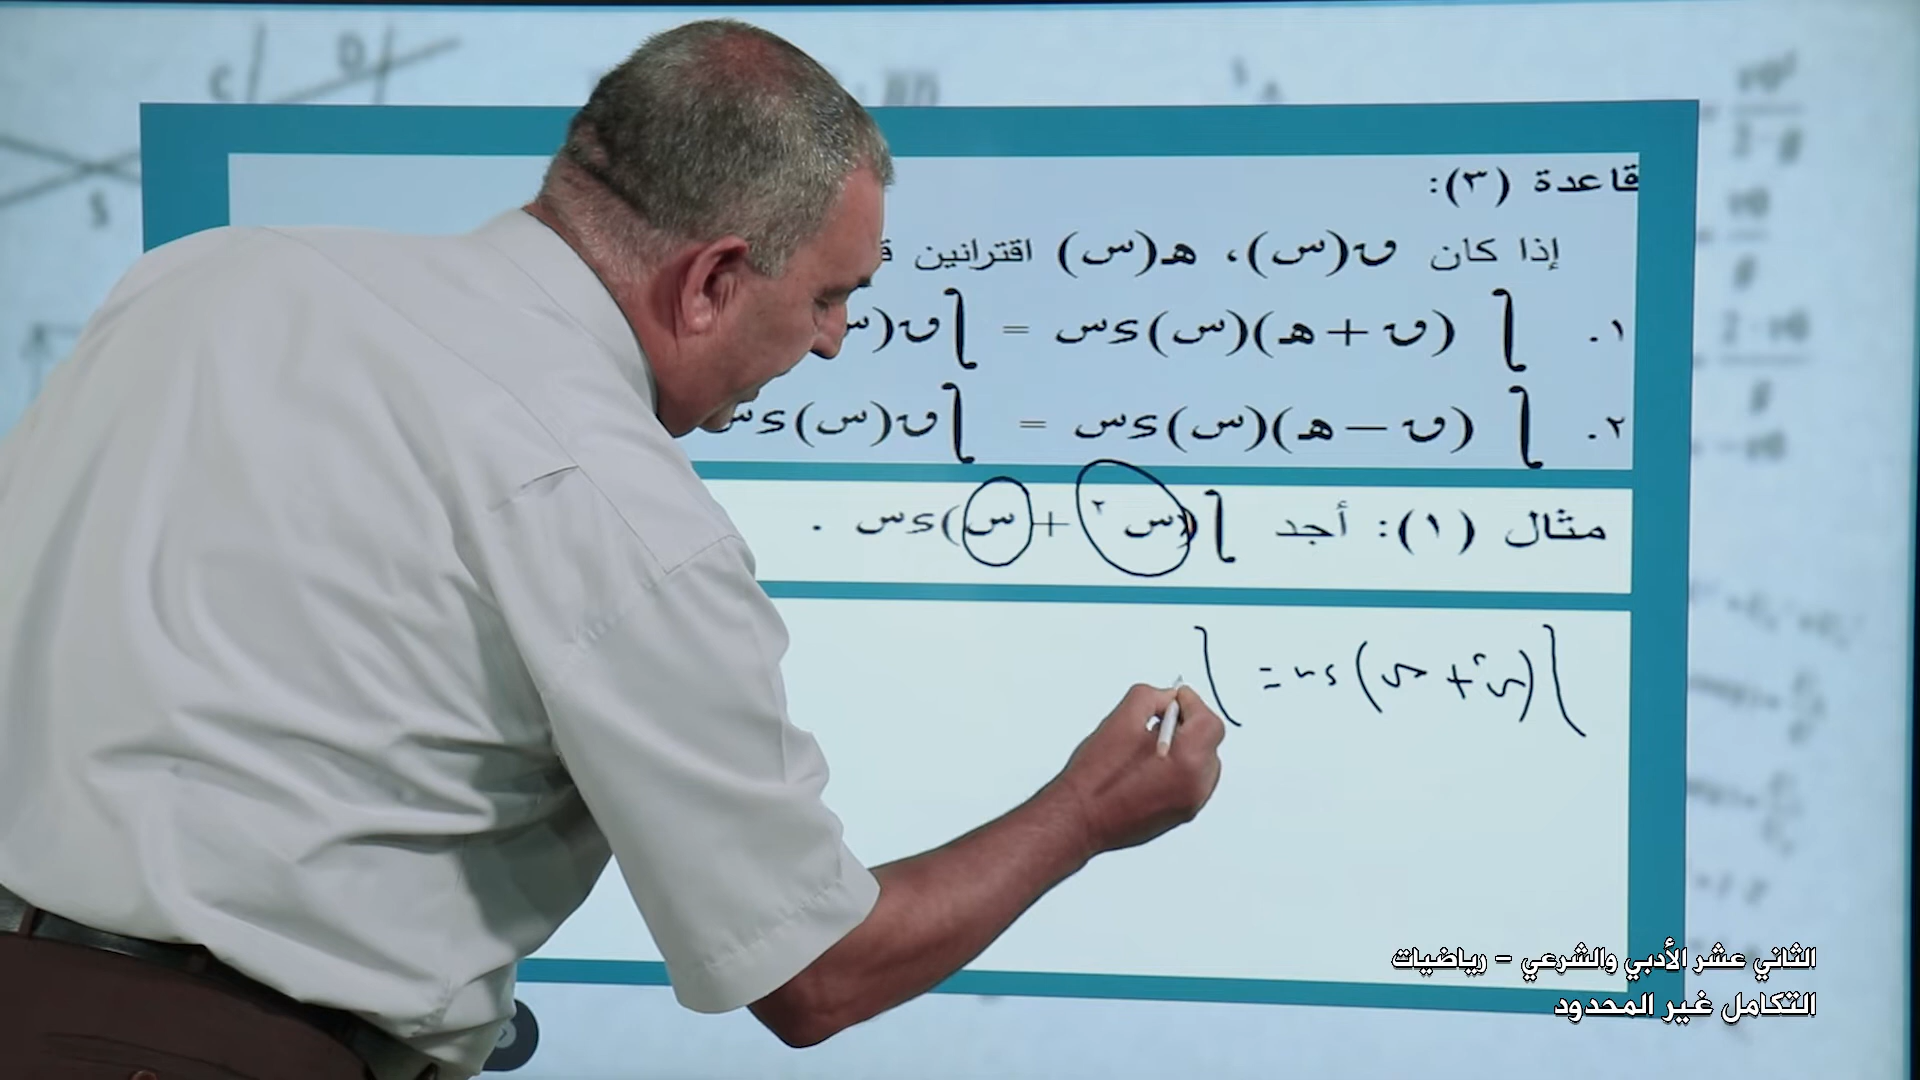 قاعدة (٣):
إذا كان ق(س)، هـ(س) اقترانين
١. ∫ (ق + هـ)(س)ءس = ∫ق(س
٢. ∫ (ق − هـ)(س)ءس = ∫ق(س)ءس
مثال (١): أجد ∫(س٢ + س)ءس .
∫(س٢ + س)ءس = ∫
الثاني عشر الأدبي والشرعي - رياضيات
التكامل غير المحدود